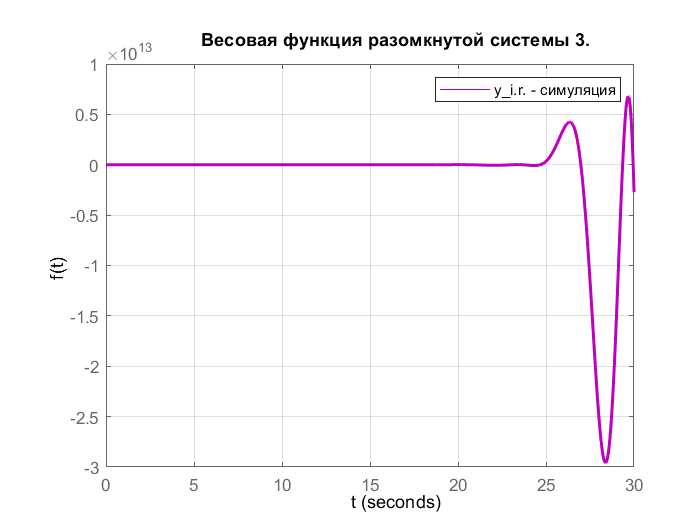 Весовая функция разомкнутой системы 3.
×10^13
y_i.r. - симуляция
1
0.5
0
-0.5
-1
-1.5
-2
-2.5
-3
f(t)
0 5 10 15 20 25 30
t (seconds)